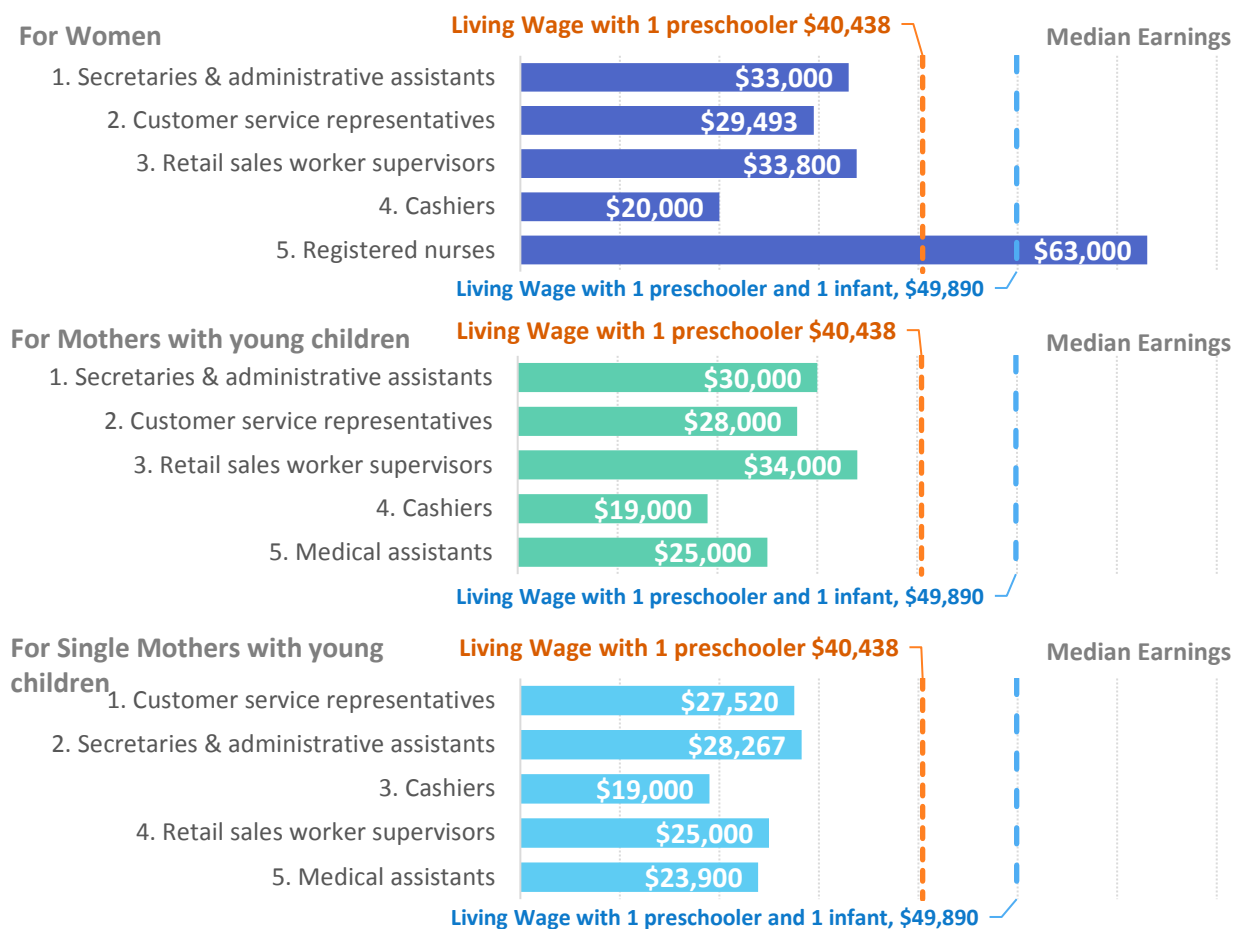 For Women
Living Wage with 1 preschooler $40,438
Median Earnings
1. Secretaries & administrative assistants
$33,000
2. Customer service representatives
$29,493
3. Retail sales worker supervisors
$33,800
4. Cashiers
$20,000
5. Registered nurses
$63,000
Living Wage with 1 preschooler and 1 infant, $49,890
For Mothers with young children
Living Wage with 1 preschooler $40,438
Median Earnings
1. Secretaries & administrative assistants
$30,000
2. Customer service representatives
$28,000
3. Retail sales worker supervisors
$34,000
4. Cashiers
$19,000
5. Medical assistants
$25,000
Living Wage with 1 preschooler and 1 infant, $49,890
For Single Mothers with young
children
Living Wage with 1 preschooler $40,438
Median Earnings
1. Customer service representatives
$27,520
2. Secretaries & administrative assistants
$28,267
3. Cashiers
$19,000
4. Retail sales worker supervisors
$25,000
5. Medical assistants
$23,900
Living Wage with 1 preschooler and 1 infant, $49,890